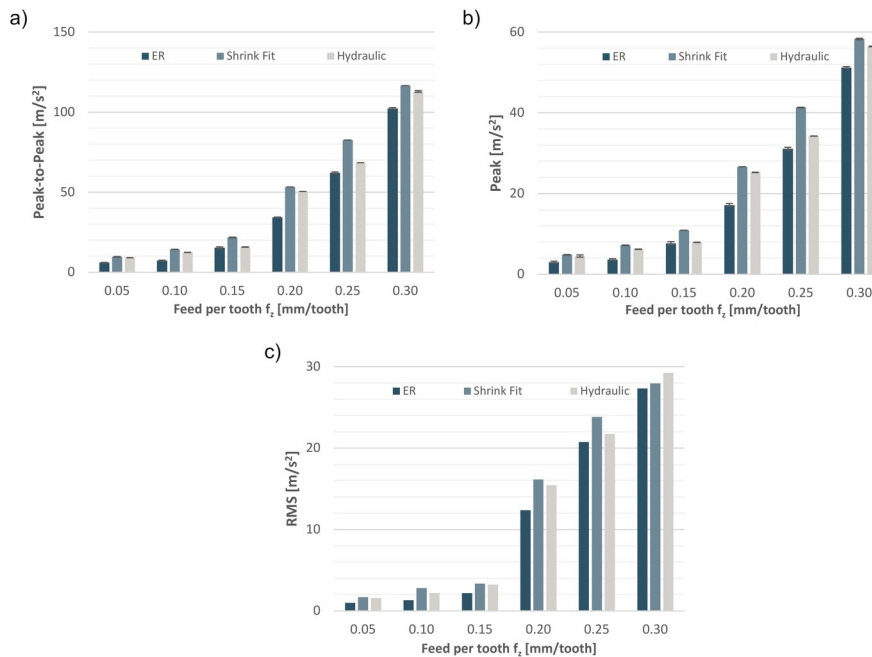 a)
150
ER Shrink Fit Hydraulic
100
50
0
Peak-to-Peak [m/s²]
0.05 0.10 0.15 0.20 0.25 0.30
Feed per tooth fz [mm/tooth]
b)
60
ER Shrink Fit Hydraulic
40
20
0
Peak [m/s²]
0.05 0.10 0.15 0.20 0.25 0.30
Feed per tooth fz [mm/tooth]
c)
30
ER Shrink Fit Hydraulic
20
10
0
RMS [m/s²]
0.05 0.10 0.15 0.20 0.25 0.30
Feed per tooth fz [mm/tooth]